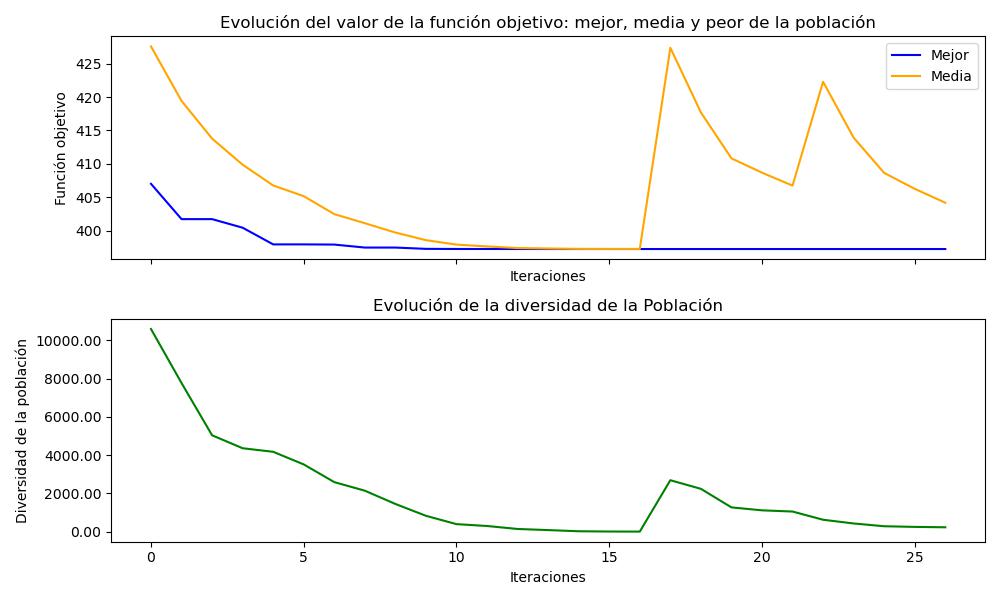 Evolución del valor de la función objetivo: mejor, media y peor de la población
Función objetivo
425
420
415
410
405
400
Mejor
Media
Iteraciones
Evolución de la diversidad de la Población
Diversidad de la población
10000.00
8000.00
6000.00
4000.00
2000.00
0.00
0 5 10 15 20 25
Iteraciones